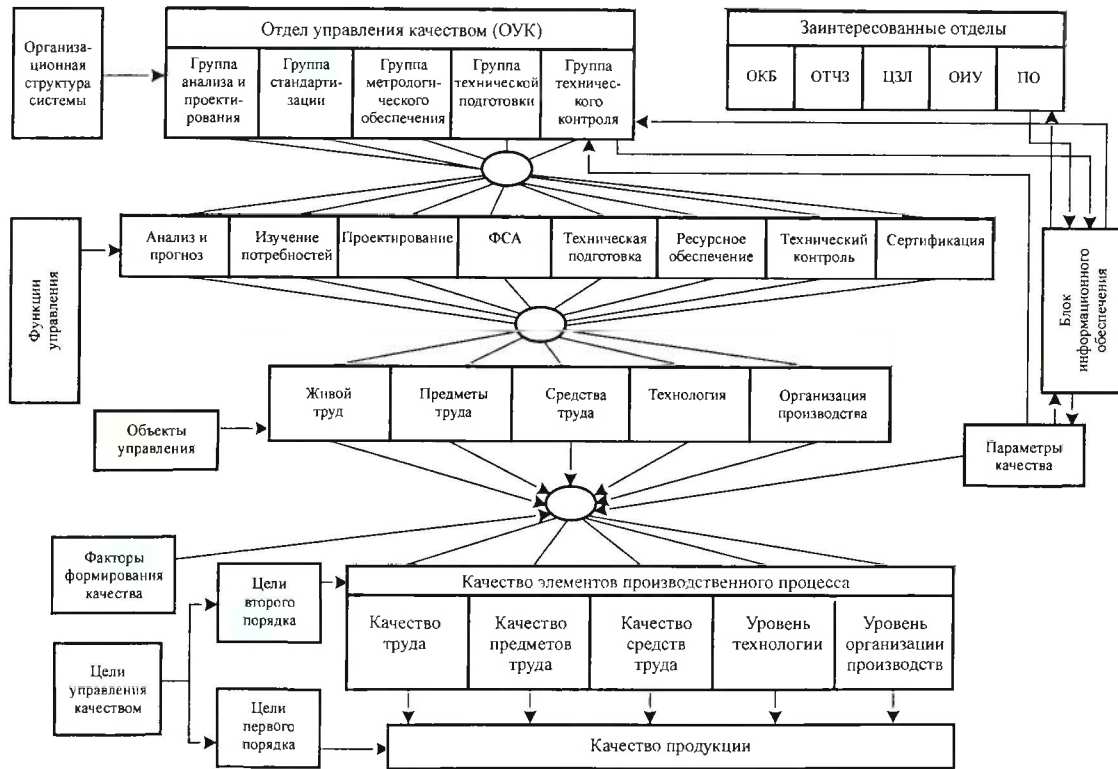 Организа-
ционная
структура
системы
Отдел управления качеством (ОУК)
Группа
анализа и
проекти-
рования
Группа
стандарти-
зации
Группа
метрологи-
ческого
обеспечения
Группа
технической
подготовки
Группа
техничес-
кого
контроля
Заинтересованные отделы
ОКБ
ОТЧЗ
ЦЗЛ
ОИУ
ПО
Функции
управления
Анализ и
прогноз
Изучение
потребностей
Проектирование
ФСА
Техническая
подготовка
Ресурсное
обеспечение
Технический
контроль
Сертификация
Блок
информационного
обеспечения
Объекты
управления
Живой
труд
Предметы
труда
Средства
труда
Технология
Организация
производства
Параметры
качества
Факторы
формирования
качества
Цели
второго
порядка
Качество элементов производственного процесса
Качество
труда
Качество
предметов
труда
Качество
средств
труда
Уровень
технологии
Уровень
организации
производств
Цели
управления
качеством
Цели
первого
порядка
Качество продукции